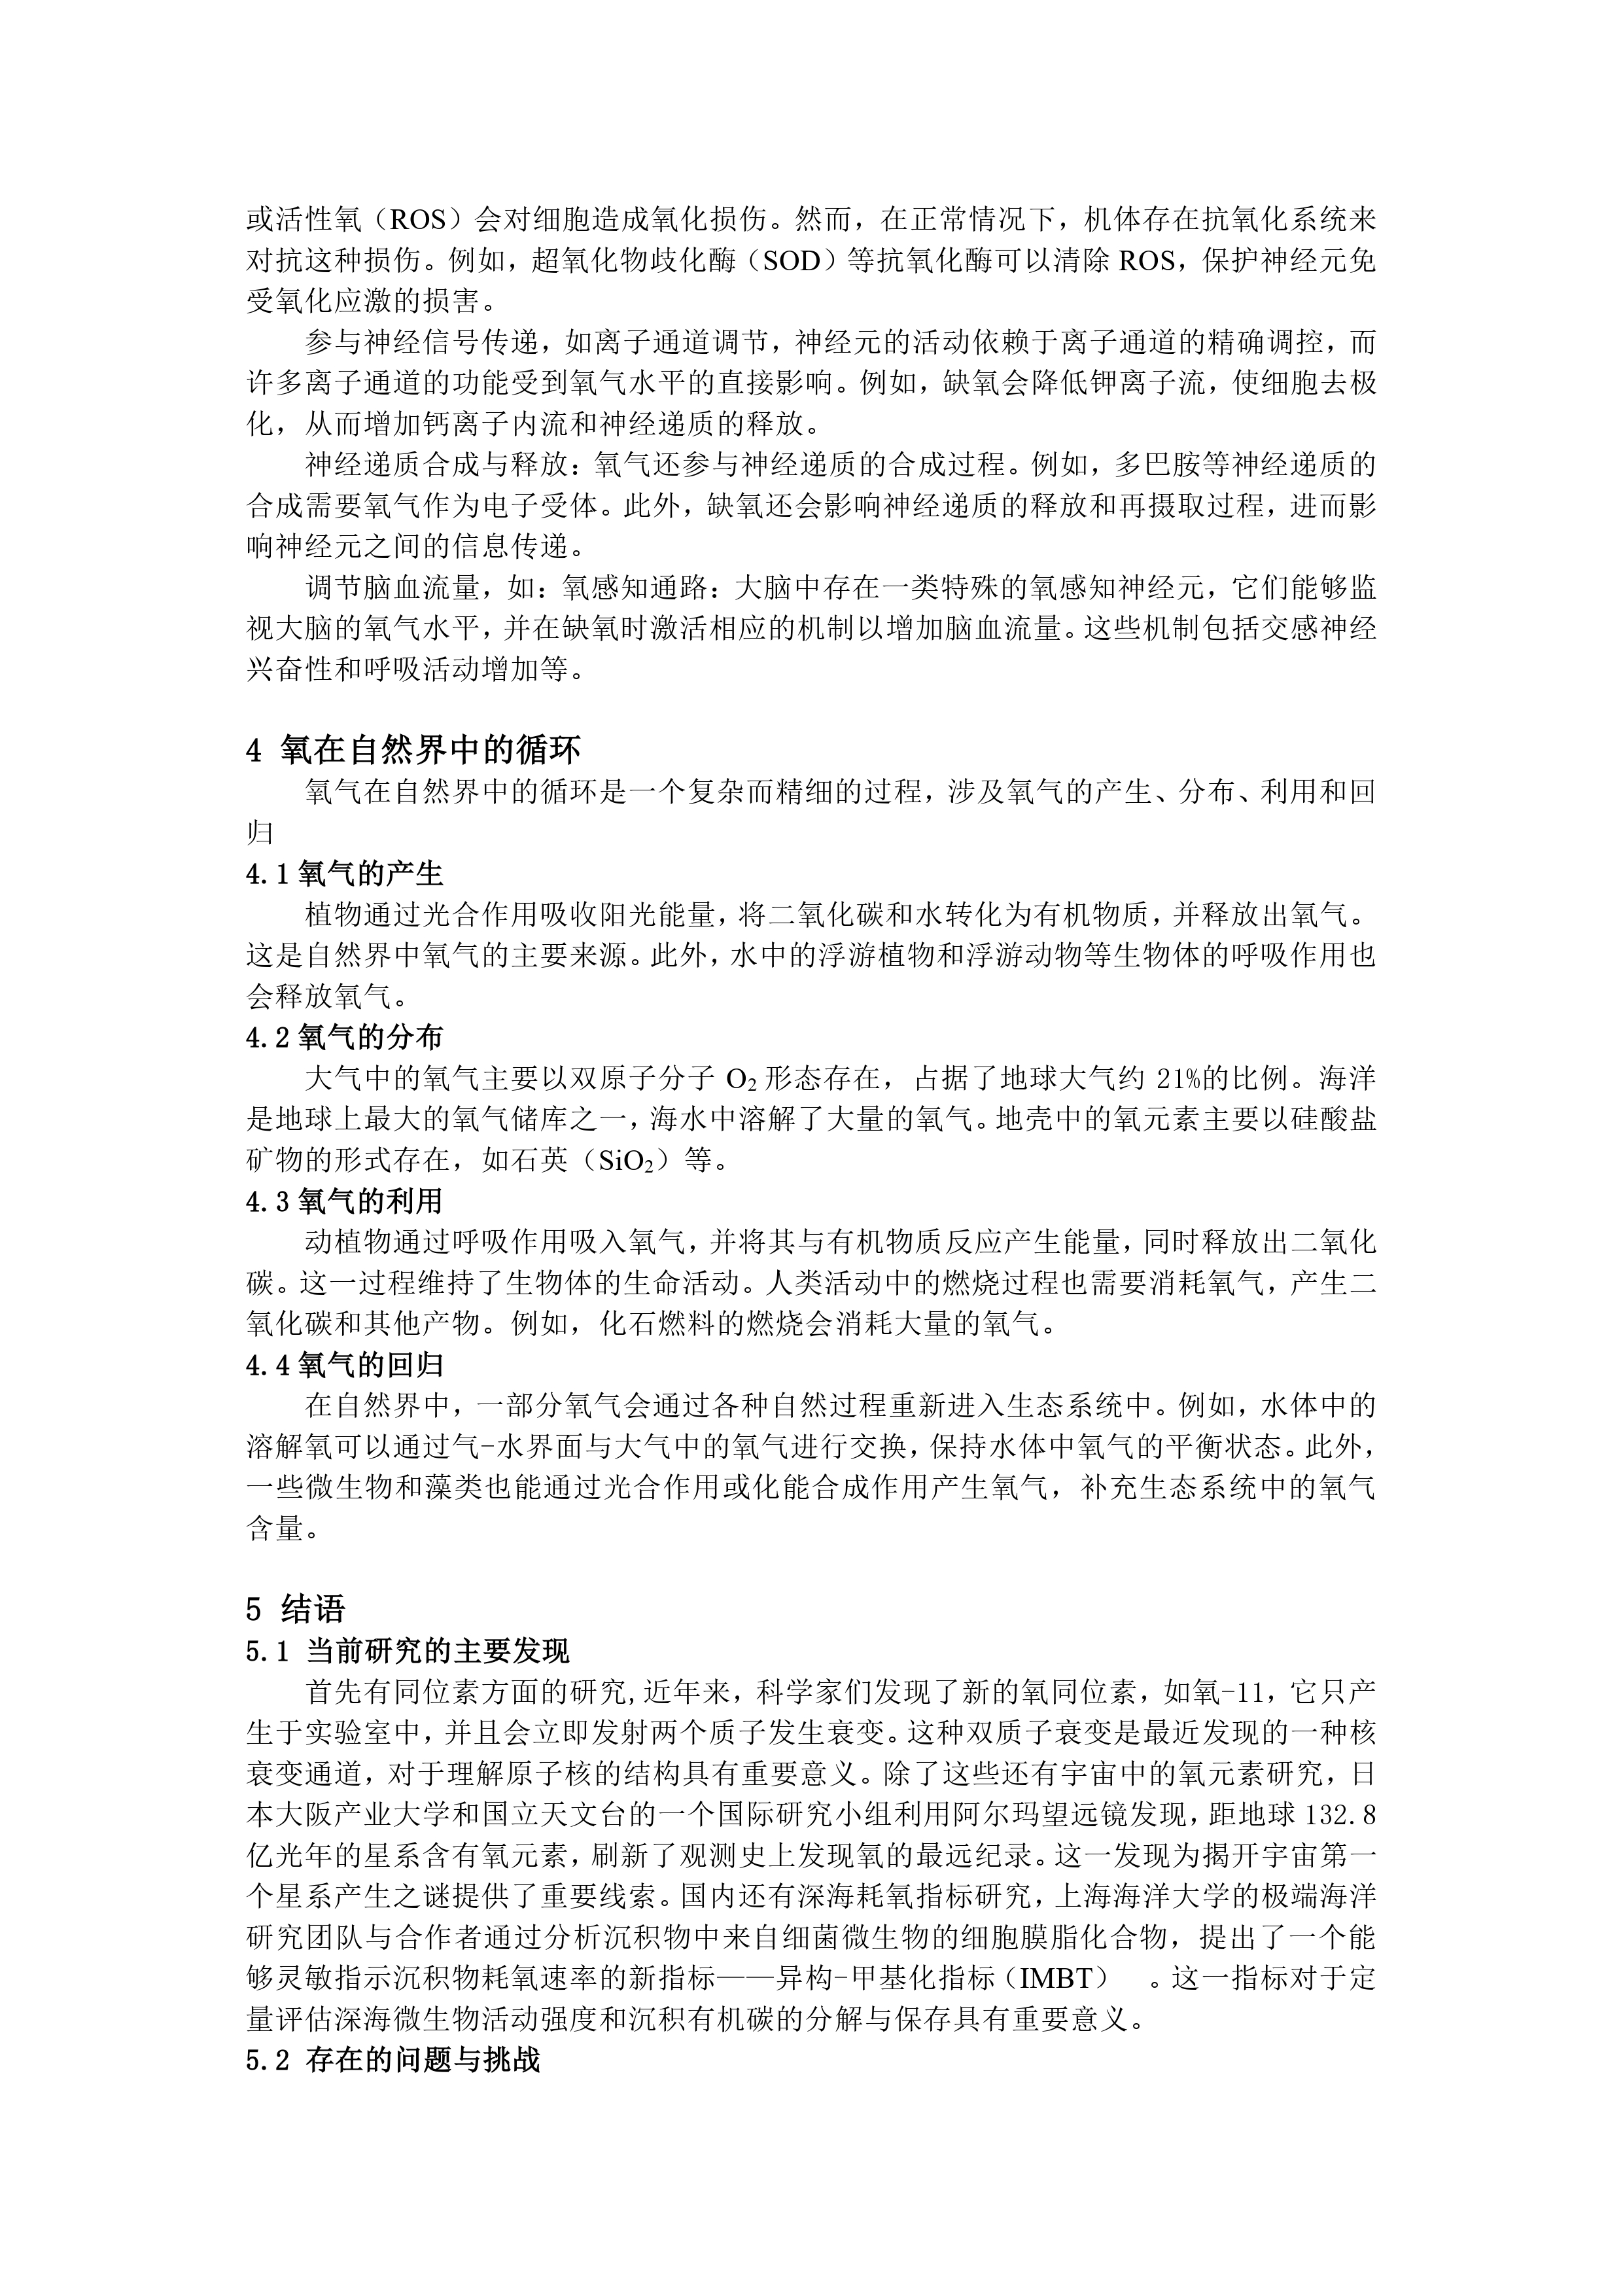 或活性氧（ROS）会对细胞造成氧化损伤。然而，在正常情况下，机体存在抗氧化系统来
对抗这种损伤。例如，超氧化物歧化酶（SOD）等抗氧化酶可以清除 ROS，保护神经元免
受氧化应激的损害。
参与神经信号传递，如离子通道调节，神经元的活动依赖于离子通道的精确调控，而
许多离子通道的功能受到氧气水平的直接影响。例如，缺氧会降低钾离子流，使细胞去极
化，从而增加钙离子内流和神经递质的释放。
神经递质合成与释放：氧气还参与神经递质的合成过程。例如，多巴胺等神经递质的
合成需要氧气作为电子受体。此外，缺氧还会影响神经递质的释放和再摄取过程，进而影
响神经元之间的信息传递。
调节脑血流量，如：氧感知通路：大脑中存在一类特殊的氧感知神经元，它们能够监
视大脑的氧气水平，并在缺氧时激活相应的机制以增加脑血流量。这些机制包括交感神经
兴奋性和呼吸活动增加等。
4 氧在自然界中的循环
氧气在自然界中的循环是一个复杂而精细的过程，涉及氧气的产生、分布、利用和回
归
4.1 氧气的产生
植物通过光合作用吸收阳光能量，将二氧化碳和水转化为有机物质，并释放出氧气。
这是自然界中氧气的主要来源。此外，水中的浮游植物和浮游动物等生物体的呼吸作用也
会释放氧气。
4.2 氧气的分布
大气中的氧气主要以双原子分子 O₂ 形态存在，占据了地球大气约 21%的比例。海洋
是地球上最大的氧气储库之一，海水中溶解了大量的氧气。地壳中的氧元素主要以硅酸盐
矿物的形式存在，如石英（SiO₂）等。
4.3 氧气的利用
动植物通过呼吸作用吸入氧气，并将其与有机物质反应产生能量，同时释放出二氧化
碳。这一过程维持了生物体的生命活动。人类活动中的燃烧过程也需要消耗氧气，产生二
氧化碳和其他产物。例如，化石燃料的燃烧会消耗大量的氧气。
4.4 氧气的回归
在自然界中，一部分氧气会通过各种自然过程重新进入生态系统中。例如，水体中的
溶解氧可以通过气-水界面与大气中的氧气进行交换，保持水体中氧气的平衡状态。此外，
一些微生物和藻类也能通过光合作用或化能合成作用产生氧气，补充生态系统中的氧气
含量。
5 结语
5.1 当前研究的主要发现
首先有同位素方面的研究,近年来，科学家们发现了新的氧同位素，如氧-11，它只产
生于实验室中，并且会立即发射两个质子发生衰变。这种双质子衰变是最近发现的一种核
衰变通道，对于理解原子核的结构具有重要意义。除了这些还有宇宙中的氧元素研究，日
本大阪产业大学和国立天文台的一个国际研究小组利用阿尔玛望远镜发现，距地球 132.8
亿光年的星系含有氧元素，刷新了观测史上发现氧的最远纪录。这一发现为揭开宇宙第一
个星系产生之谜提供了重要线索。国内还有深海耗氧指标研究，上海海洋大学的极端海洋
研究团队与合作者通过分析沉积物中来自细菌微生物的细胞膜脂化合物，提出了一个能
够灵敏指示沉积物耗氧速率的新指标——异构-甲基化指标（IMBT） 。这一指标对于定
量评估深海微生物活动强度和沉积有机碳的分解与保存具有重要意义。
5.2 存在的问题与挑战